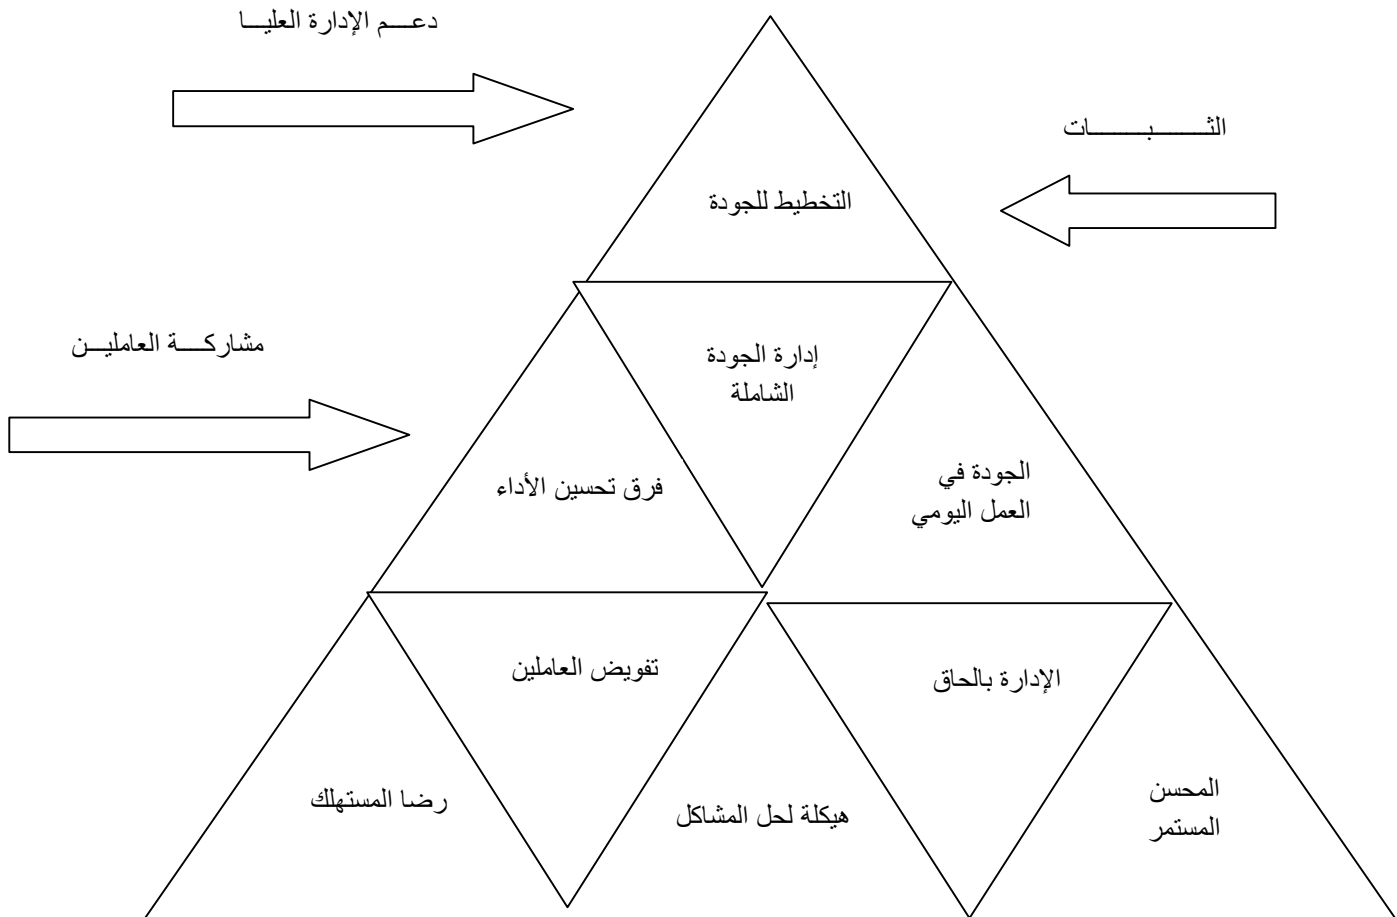 دعـــم الإدارة العليـــا
الثـــــبـــــــات
التخطيط للجودة
مشاركـــة العامليـــن
إدارة الجودة
الشاملة
الجودة في
العمل اليومي
فرق تحسين الأداء
تفويض العاملين
الإدارة بالحاق
رضا المستهلك
هيكلة لحل المشاكل
المحسن
المستمر